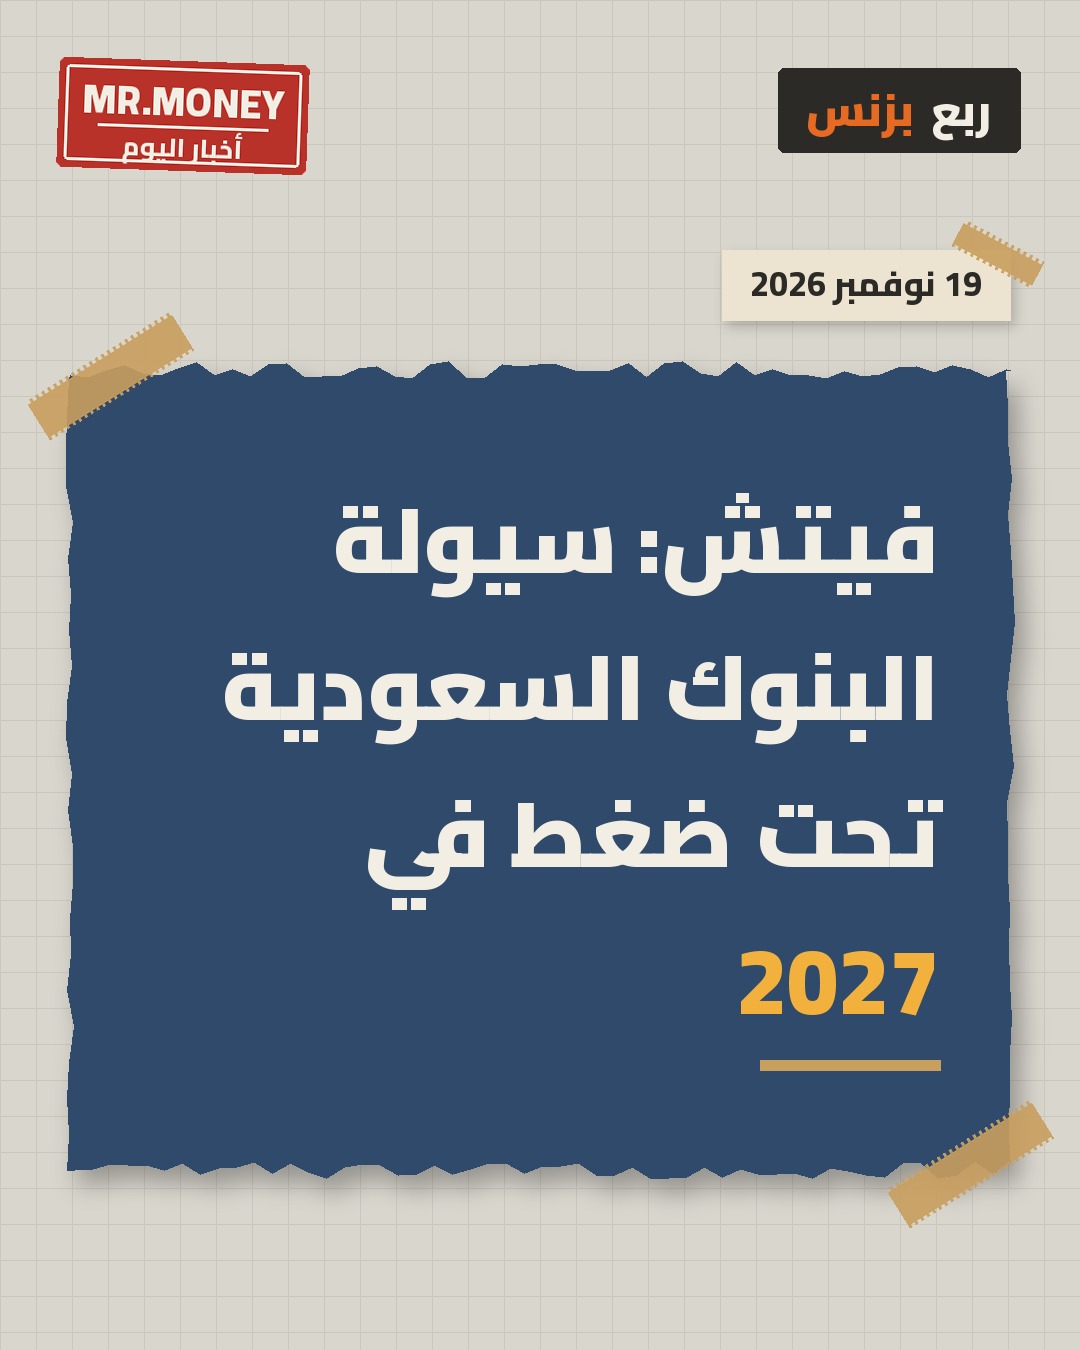 ربع بزنس
MR.MONEY
أخبار اليوم
19 نوفمبر 2026
فيتش: سيولة
البنوك السعودية
تحت ضغط في
2027